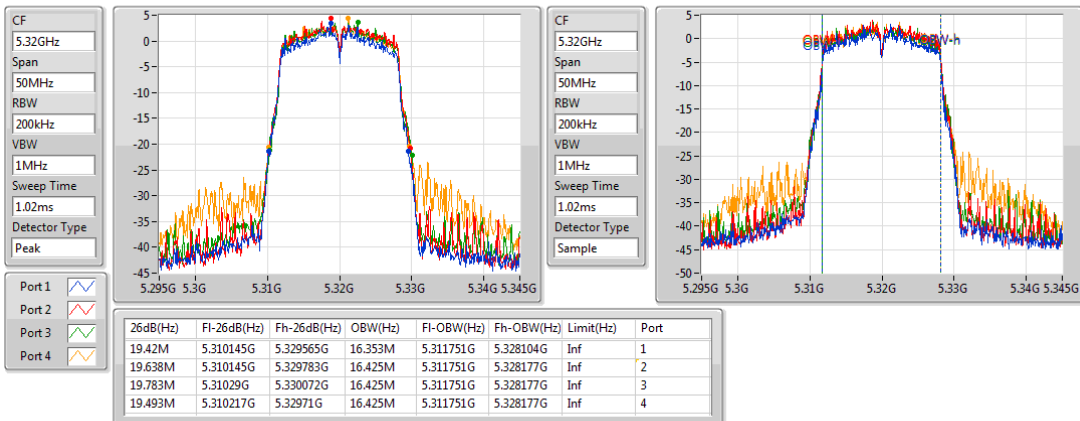 CF
5.32GHz
Span
50MHz
RBW
200kHz
VBW
1MHz
Sweep Time
1.02ms
Detector Type
Peak
5
0
-5
-10
-15
-20
-25
-30
-35
-40
-45
5.295G 5.3G 5.31G 5.32G 5.33G 5.34G 5.345G
CF
5.32GHz
Span
50MHz
RBW
200kHz
VBW
1MHz
Sweep Time
1.02ms
Detector Type
Sample
5
0
-5
-10
-15
-20
-25
-30
-35
-40
-45
-50
5.295G 5.3G 5.31G 5.32G 5.33G 5.34G 5.345G
Port 1
Port 2
Port 3
Port 4
26dB(Hz) Fl-26dB(Hz) Fh-26dB(Hz) OBW(Hz) Fl-OBW(Hz) Fh-OBW(Hz) Limit(Hz) Port
19.42M 5.310145G 5.329565G 16.353M 5.311751G 5.328104G Inf 1
19.638M 5.310145G 5.329783G 16.425M 5.311751G 5.328177G Inf 2
19.783M 5.31029G 5.330072G 16.425M 5.311751G 5.328177G Inf 3
19.493M 5.310217G 5.32971G 16.425M 5.311751G 5.328177G Inf 4